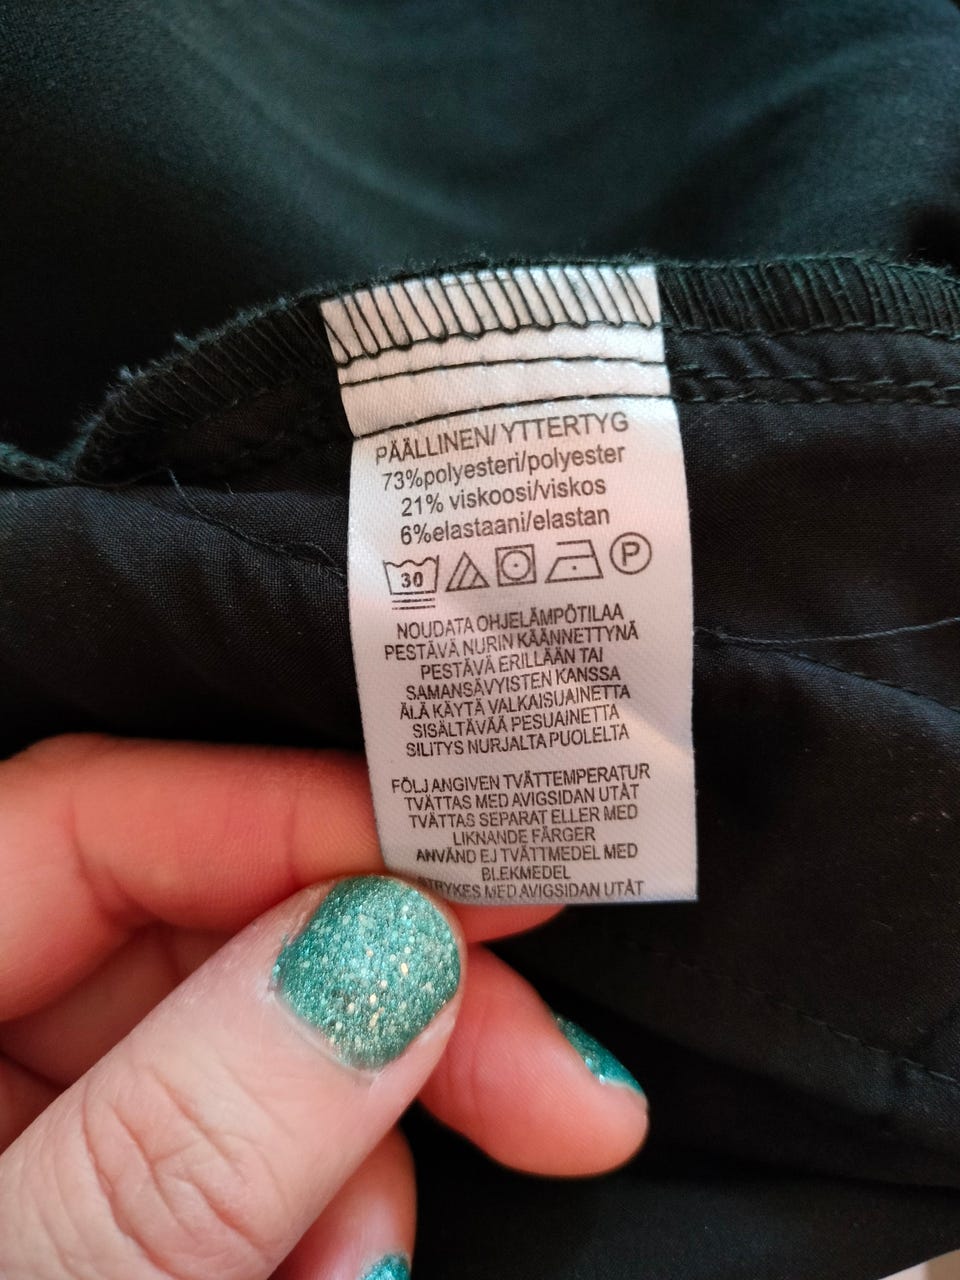 PÄÄLLINEN/YTTERTYG
73%polyesteri/polyester
21% viskoosi/viskos
6%elastaani/elastan
30 P
NOUDATA OHJELÄMPÖTILAA
PESTÄVÄ NURIN KÄÄNNETTYNÄ
PESTÄVÄ ERILLÄÄN TAI
SAMANSÄVYISTEN KANSSA
ÄLÄ KÄYTÄ VALKAISUAINETTA
SISÄLTÄVÄÄ PESUAINETTA
SILITYS NURJALTA PUOLELTA
FÖLJ ANGIVEN TVÄTTEMPERATUR
TVÄTTAS MED AVIGSIDAN UTÅT
TVÄTTAS SEPARAT ELLER MED
LIKNANDE FÄRGER
ANVÄND EJ TVÄTTMEDEL MED
BLEKMEDEL
STRYKES MED AVIGSIDAN UTÅT